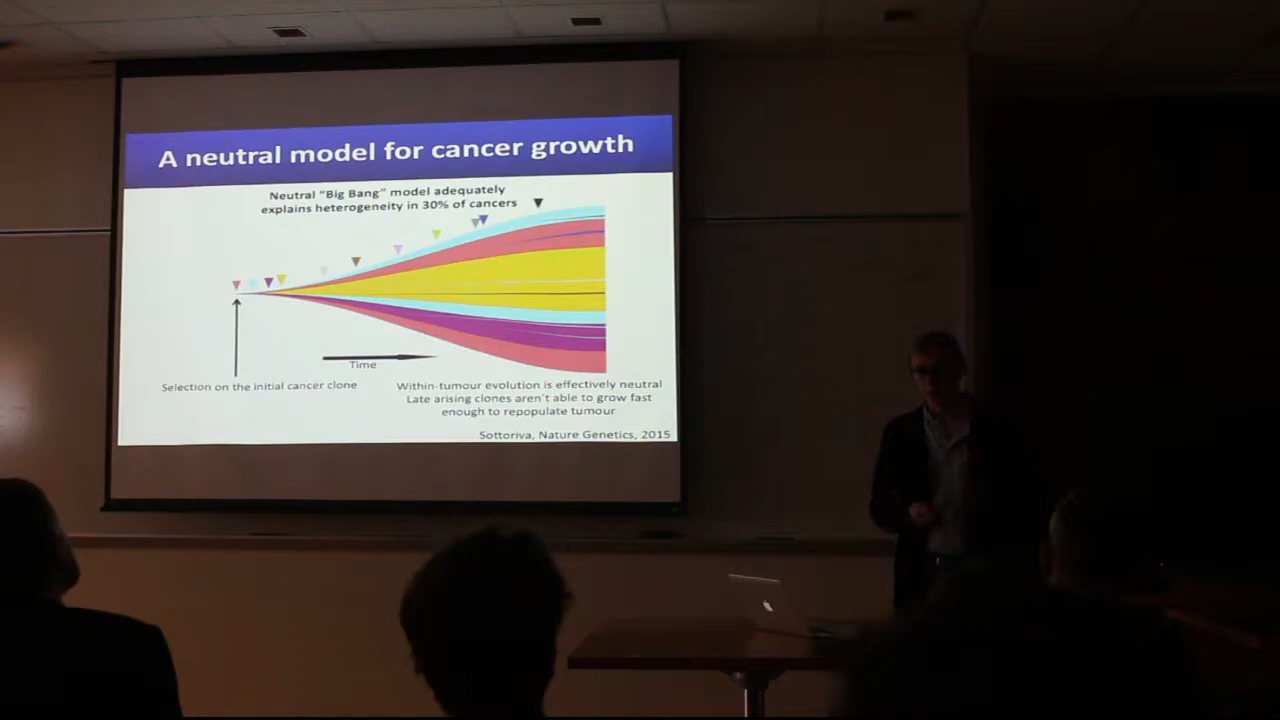 A neutral model for cancer growth
Neutral “Big Bang” model adequately
explains heterogeneity in 30% of cancers
Time
Selection on the initial cancer clone
Within-tumour evolution is effectively neutral
Late arising clones aren't able to grow fast
enough to repopulate tumour
Sottoriva, Nature Genetics, 2015